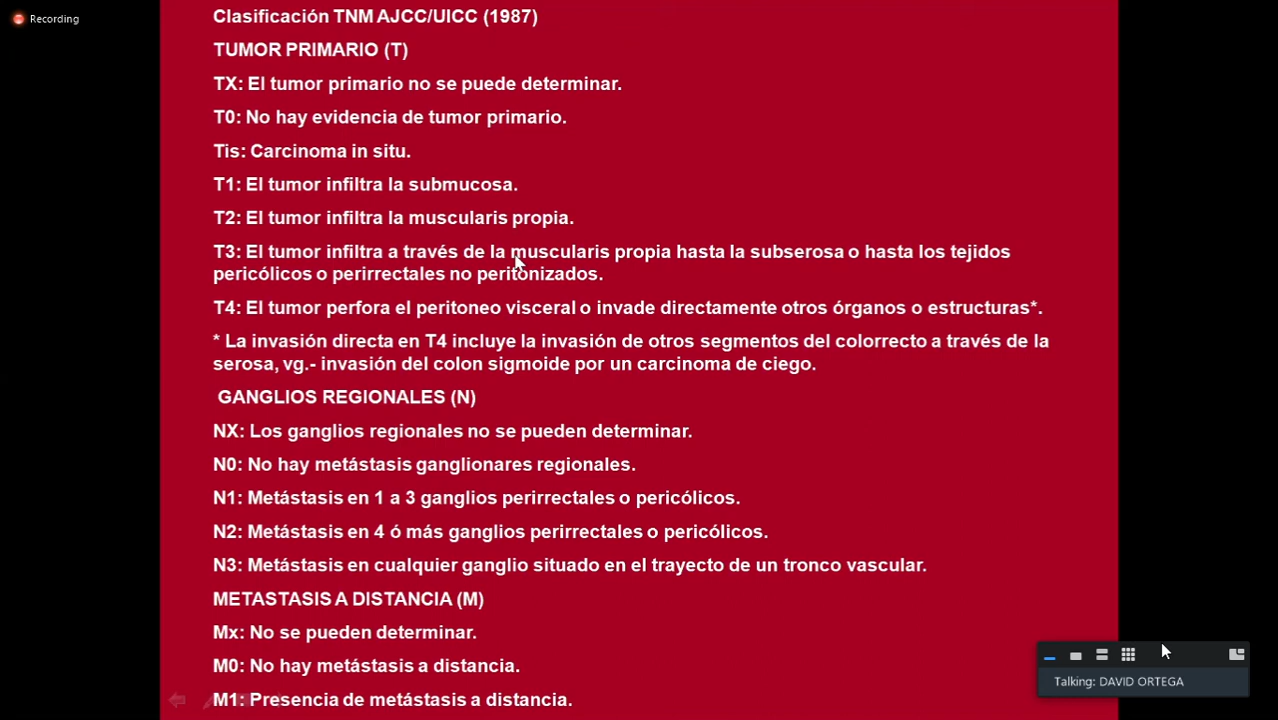 Recording
Clasificación TNM AJCC/UICC (1987)
TUMOR PRIMARIO (T)
TX: El tumor primario no se puede determinar.
T0: No hay evidencia de tumor primario.
Tis: Carcinoma in situ.
T1: El tumor infiltra la submucosa.
T2: El tumor infiltra la muscularis propia.
T3: El tumor infiltra a través de la muscularis propia hasta la subserosa o hasta los tejidos
pericólicos o perirrectales no peritonizados.
T4: El tumor perfora el peritoneo visceral o invade directamente otros órganos o estructuras*.
* La invasión directa en T4 incluye la invasión de otros segmentos del colorrecto a través de la
serosa, vg.- invasión del colon sigmoide por un carcinoma de ciego.
GANGLIOS REGIONALES (N)
NX: Los ganglios regionales no se pueden determinar.
N0: No hay metástasis ganglionares regionales.
N1: Metástasis en 1 a 3 ganglios perirrectales o pericólicos.
N2: Metástasis en 4 ó más ganglios perirrectales o pericólicos.
N3: Metástasis en cualquier ganglio situado en el trayecto de un tronco vascular.
METASTASIS A DISTANCIA (M)
Mx: No se pueden determinar.
M0: No hay metástasis a distancia.
M1: Presencia de metástasis a distancia.
Talking: DAVID ORTEGA